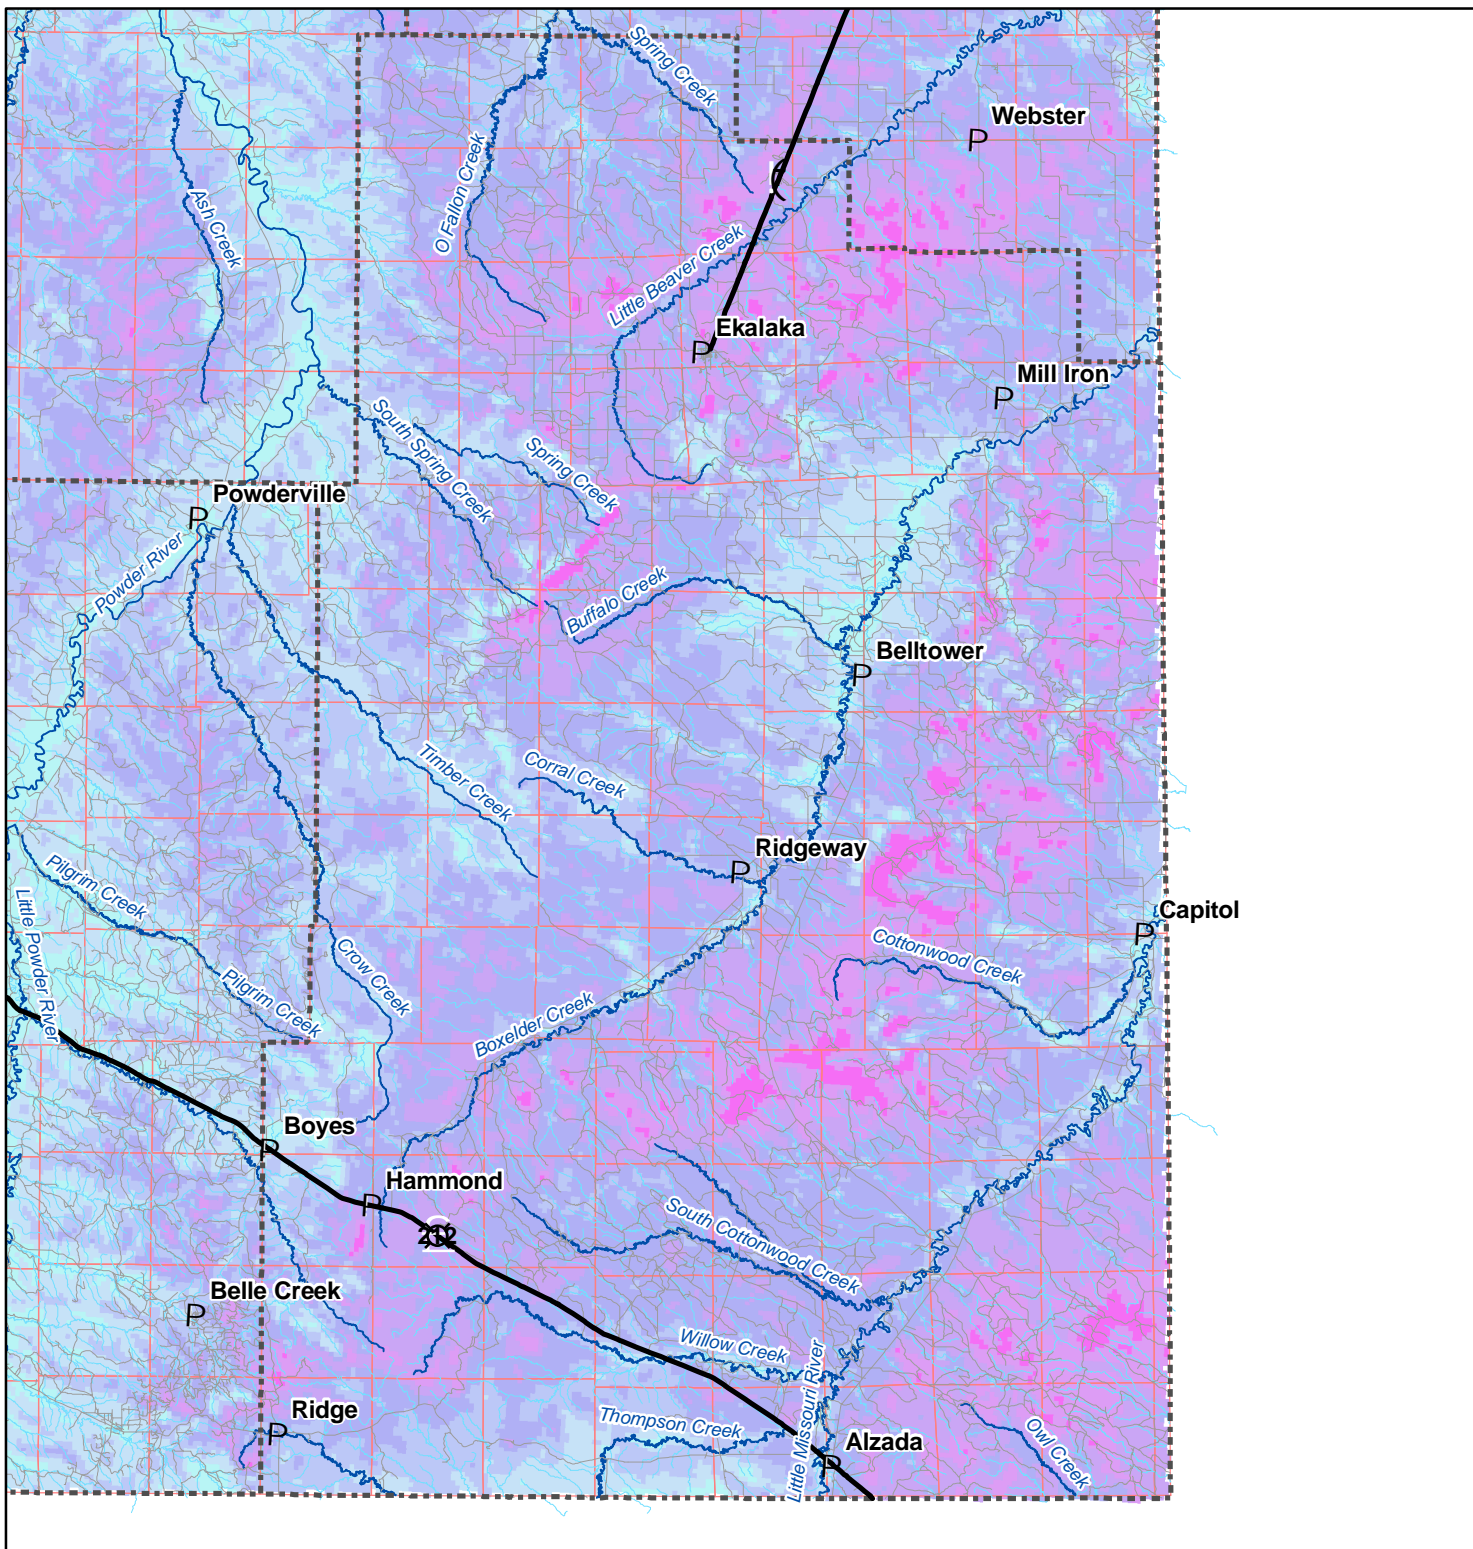 Spring Creek
Webster
P
O Fallon Creek
Ash Creek
Little Beaver Creek
Ekalaka
P
Mill Iron
P
South Spring Creek
Spring Creek
Powderville
P
Powder River
Buffalo Creek
Belltower
P
Timber Creek
Corral Creek
Ridgeway
P
Pilgrim Creek
Little Powder River
Capitol
P
Cottonwood Creek
Crow Creek
Pilgrim Creek
Boxelder Creek
Boyes
P
Hammond
P
212
South Cottonwood Creek
Belle Creek
P
Willow Creek
Little Missouri River
Ridge
P
Thompson Creek
Alzada
P
Owl Creek